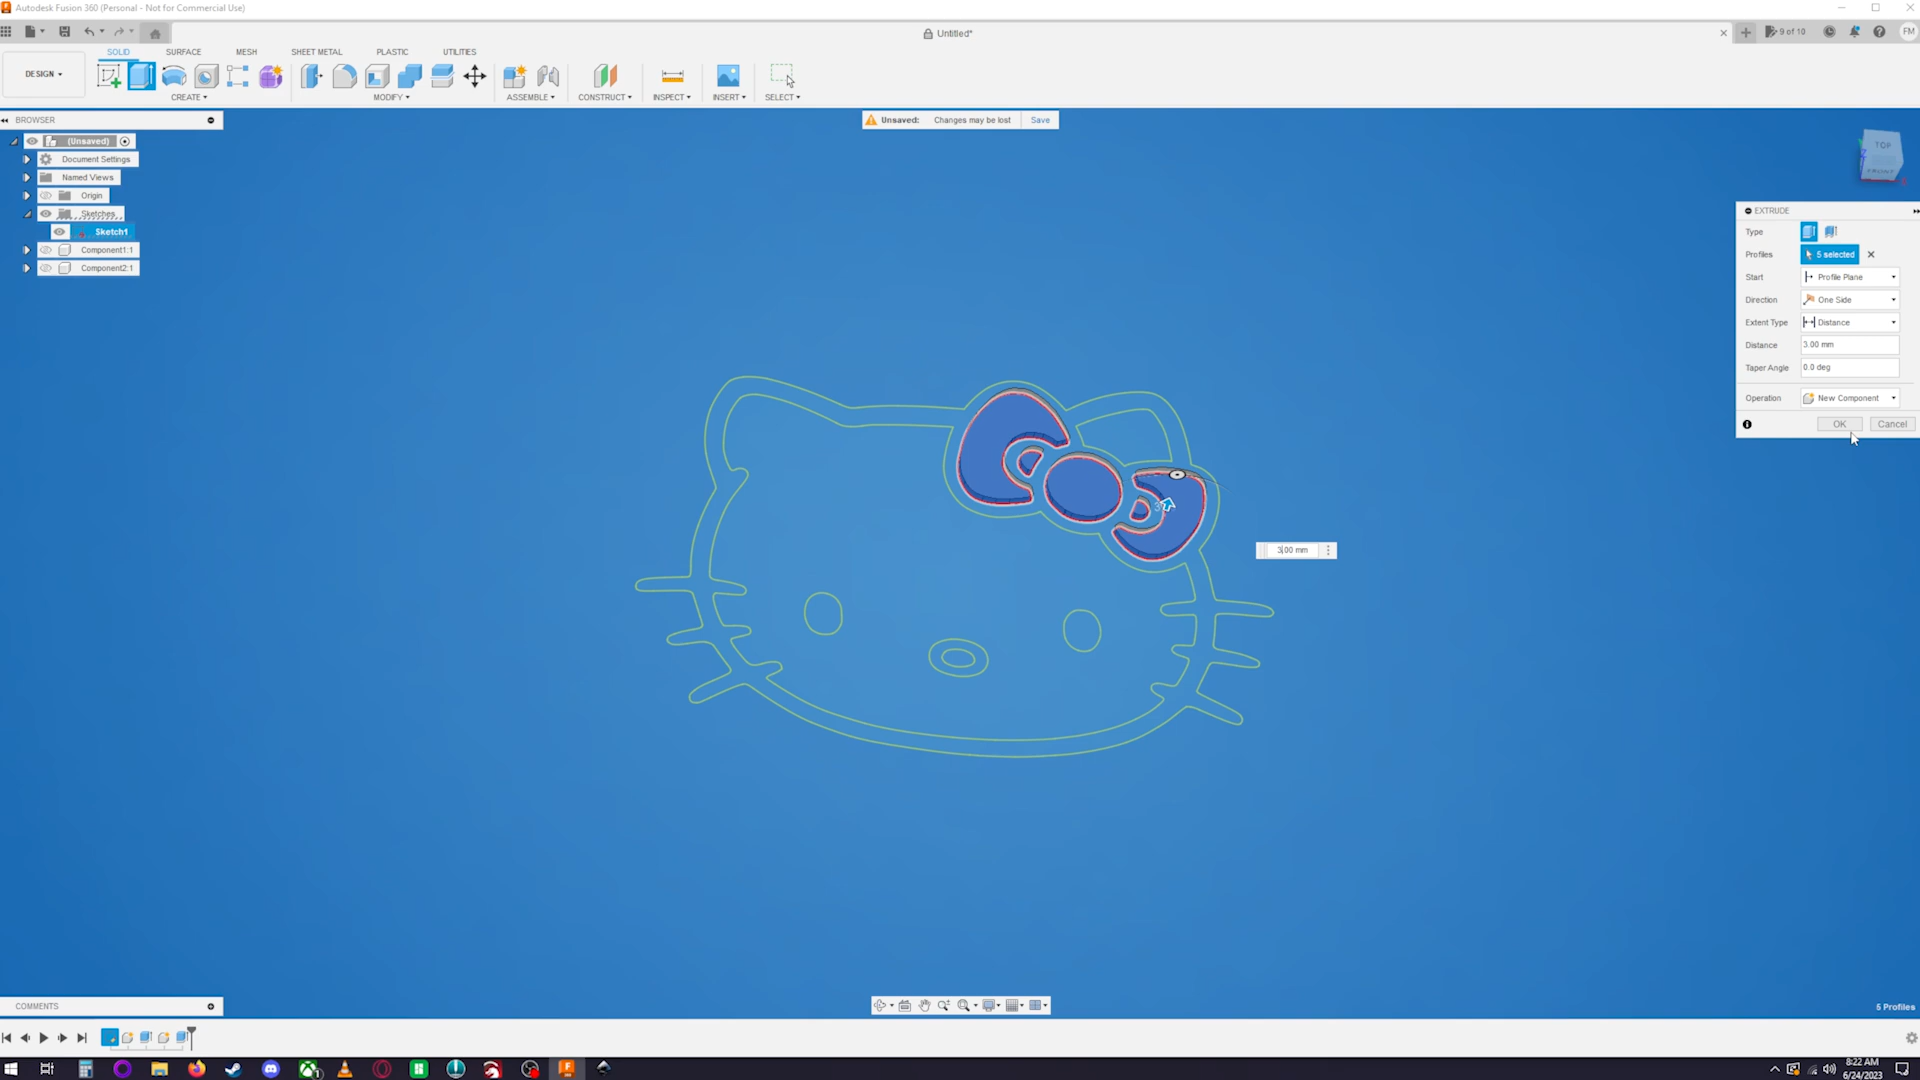 Autodesk Fusion 360 (Personal - Not for Commercial Use)
Untitled*
9 of 10
FM
SOLID
SURFACE
MESH
SHEET METAL
PLASTIC
UTILITIES
DESIGN
CREATE
MODIFY
ASSEMBLE
CONSTRUCT
INSPECT
INSERT
SELECT
BROWSER
Unsaved: Changes may be lost Save
(Unsaved)
Document Settings
Named Views
Origin
Sketches
Sketch1
Component1:1
Component2:1
TOP
FRONT
EXTRUDE
Type
Profiles 5 selected
Start Profile Plane
Direction One Side
Extent Type Distance
Distance 3.00 mm
Taper Angle 0.0 deg
Operation New Component
OK Cancel
3.00 mm
COMMENTS
5 Profiles
8:22 AM
6/24/2023